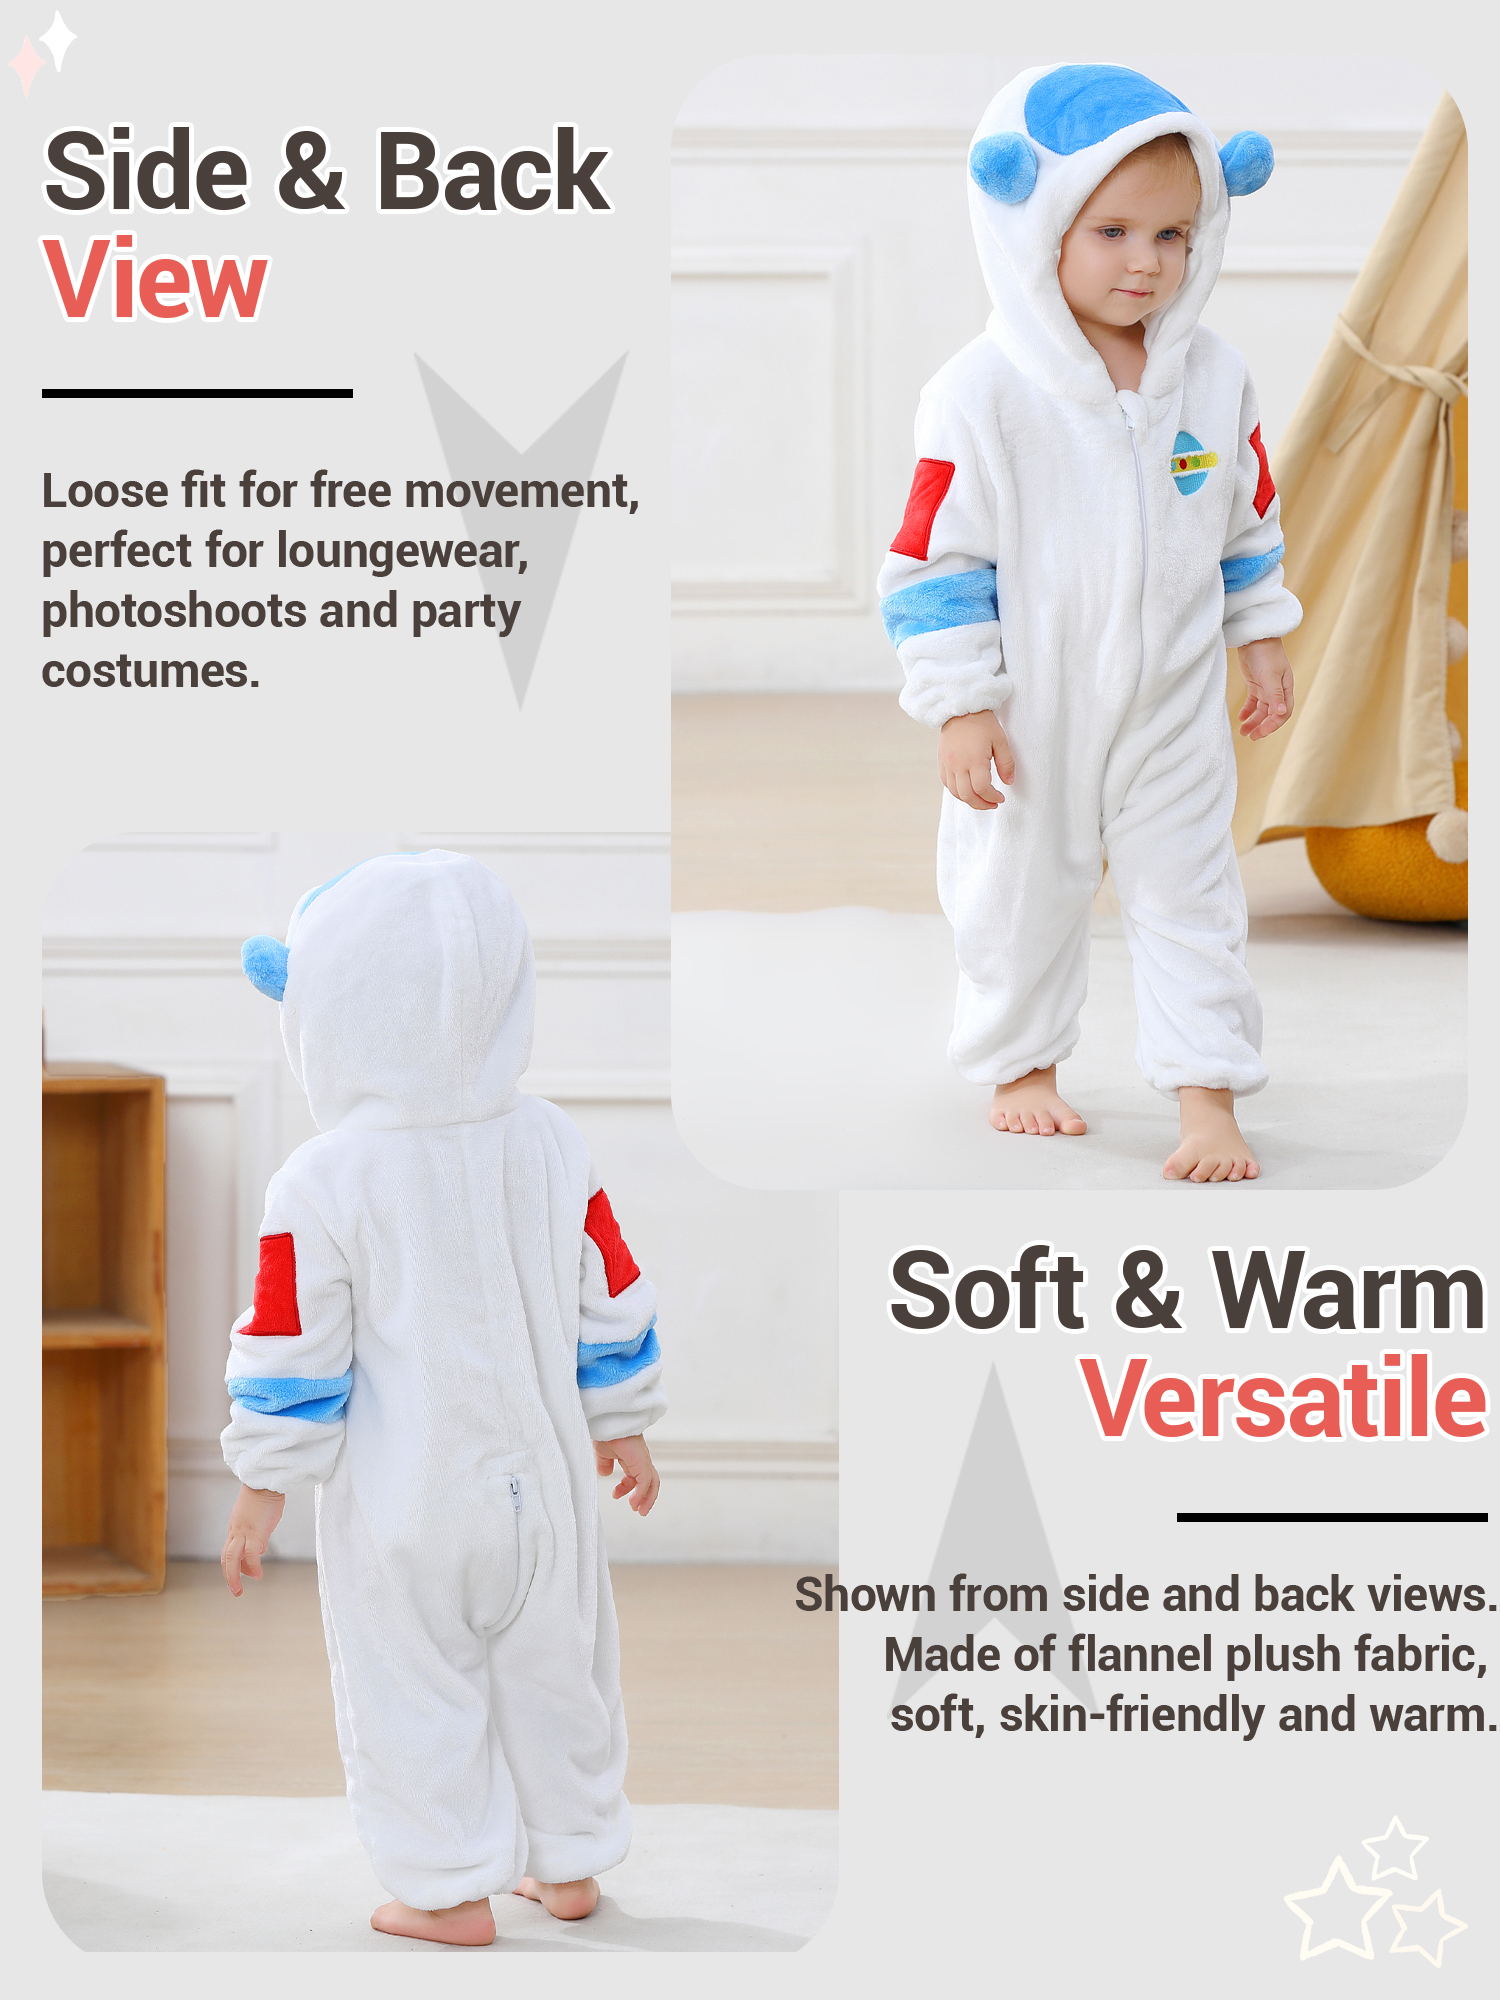 Side & Back
View
Loose fit for free movement,
perfect for loungewear,
photoshoots and party
costumes.
Soft & Warm
Versatile
Shown from side and back views.
Made of flannel plush fabric,
soft, skin-friendly and warm.